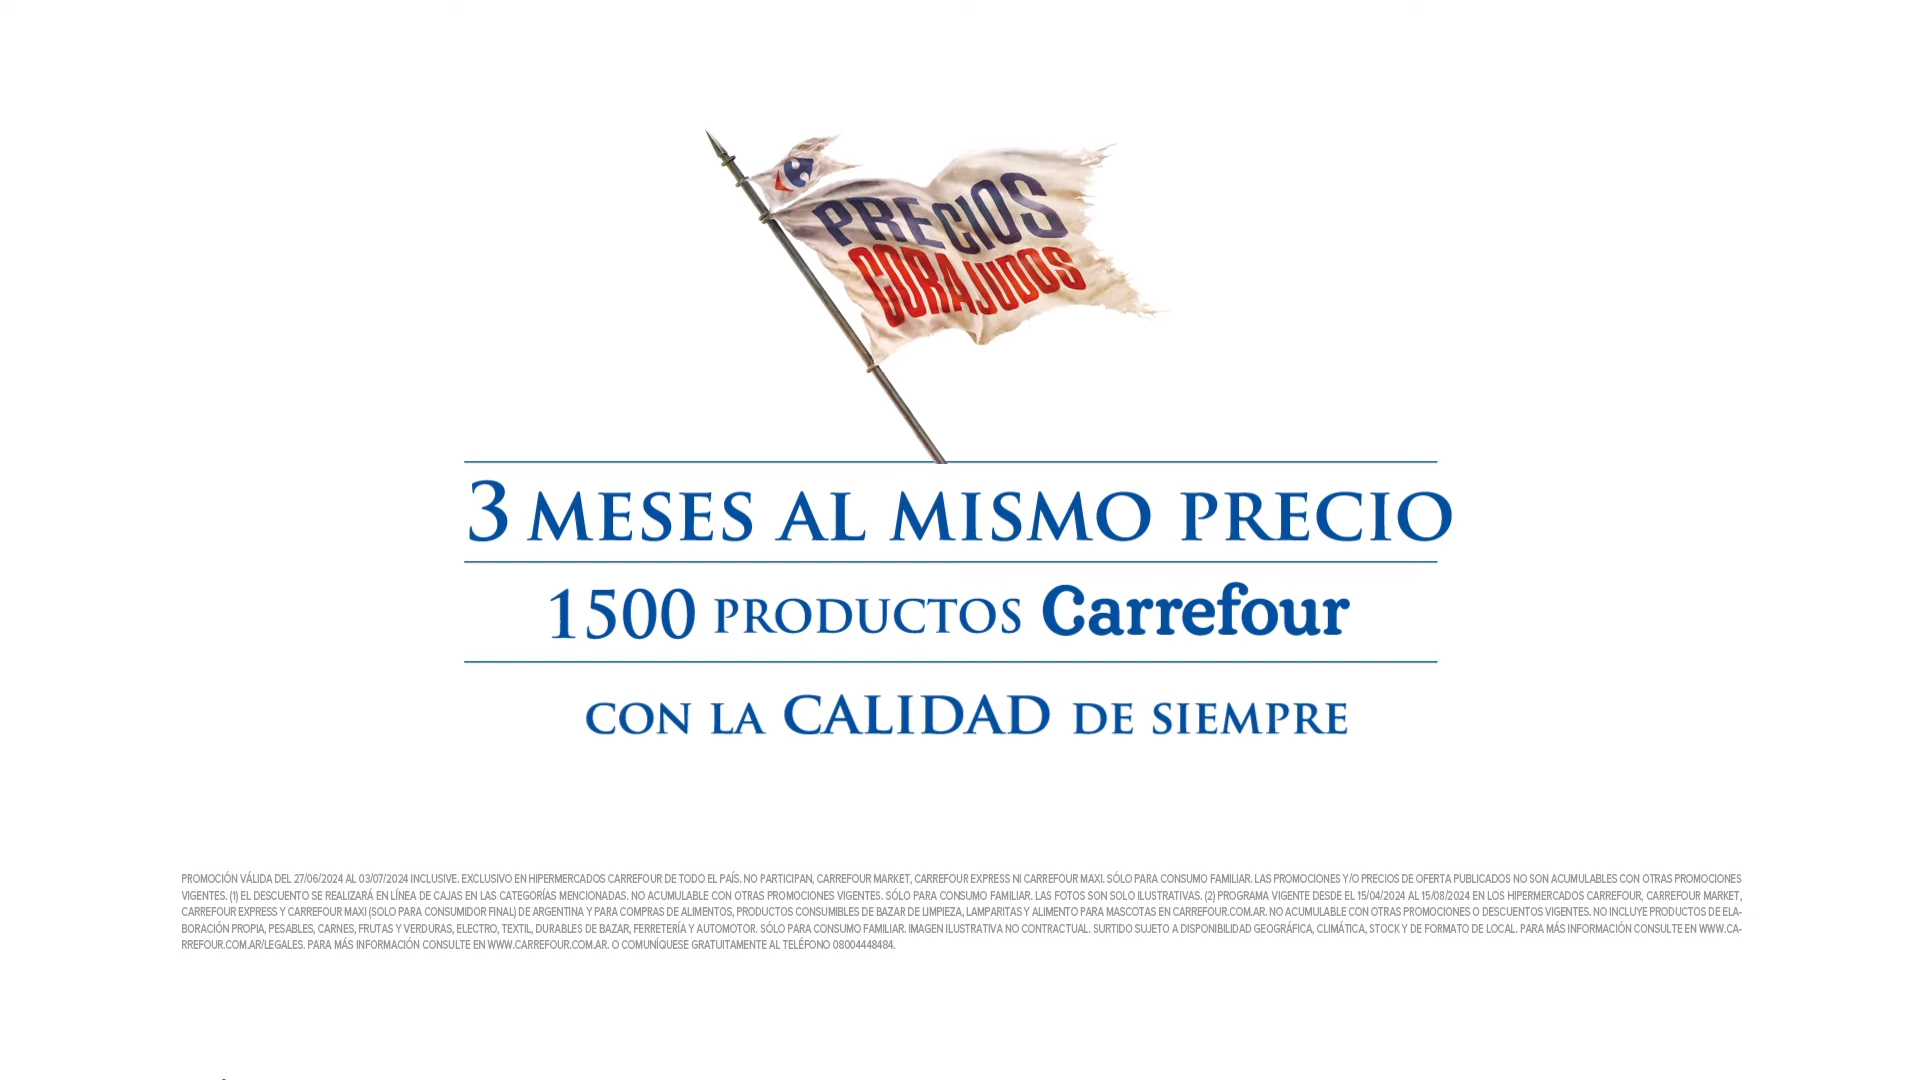 PRECIOS
CORAJUDOS
3 MESES AL MISMO PRECIO
1500 PRODUCTOS Carrefour
CON LA CALIDAD DE SIEMPRE
PROMOCIÓN VÁLIDA DEL 27/06/2024 AL 03/07/2024 INCLUSIVE. EXCLUSIVO EN HIPERMERCADOS CARREFOUR DE TODO EL PAÍS. NO PARTICIPAN, CARREFOUR MARKET, CARREFOUR EXPRESS NI CARREFOUR MAXI. SÓLO PARA CONSUMO FAMILIAR. LAS PROMOCIONES Y/O PRECIOS DE OFERTA PUBLICADOS NO SON ACUMULABLES CON OTRAS PROMOCIONES
VIGENTES. (1) EL DESCUENTO SE REALIZARÁ EN LÍNEA DE CAJAS EN LAS CATEGORÍAS MENCIONADAS. NO ACUMULABLE CON OTRAS PROMOCIONES VIGENTES. SÓLO PARA CONSUMO FAMILIAR. LAS FOTOS SON SOLO ILUSTRATIVAS. (2) PROGRAMA VIGENTE DESDE EL 15/04/2024 AL 15/08/2024 EN LOS HIPERMERCADOS CARREFOUR, CARREFOUR MARKET,
CARREFOUR EXPRESS Y CARREFOUR MAXI (SOLO PARA CONSUMIDOR FINAL) DE ARGENTINA Y PARA COMPRAS DE ALIMENTOS, PRODUCTOS CONSUMIBLES DE BAZAR DE LIMPIEZA, LAMPARITAS Y ALIMENTO PARA MASCOTAS EN CARREFOUR.COM.AR. NO ACUMULABLE CON OTRAS PROMOCIONES O DESCUENTOS VIGENTES. NO INCLUYE PRODUCTOS DE ELA-
BORACIÓN PROPIA, PESABLES, CARNES, FRUTAS Y VERDURAS, ELECTRO, TEXTIL, DURABLES DE BAZAR, FERRETERÍA Y AUTOMOTOR. SÓLO PARA CONSUMO FAMILIAR. IMAGEN ILUSTRATIVA NO CONTRACTUAL. SURTIDO SUJETO A DISPONIBILIDAD GEOGRÁFICA, CLIMÁTICA, STOCK Y DE FORMATO DE LOCAL. PARA MÁS INFORMACIÓN CONSULTE EN WWW.CA-
RREFOUR.COM.AR/LEGALES. PARA MÁS INFORMACIÓN CONSULTE EN WWW.CARREFOUR.COM.AR. O COMUNÍQUESE GRATUITAMENTE AL TELÉFONO 08004448484.